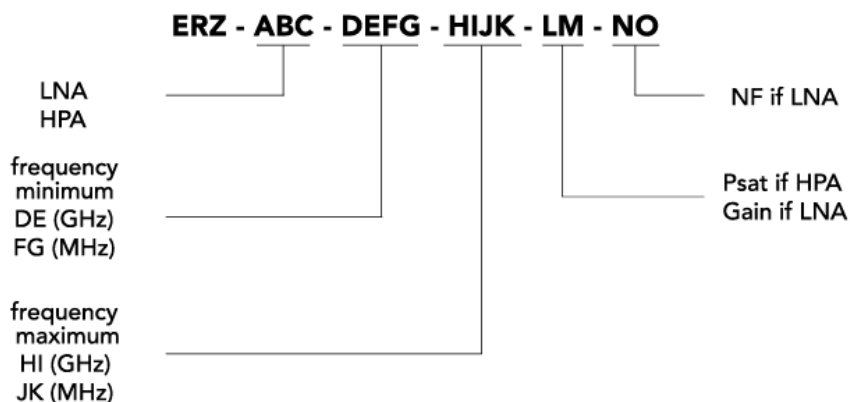 ERZ - ABC - DEFG - HIJK - LM - NO
LNA
HPA
frequency
minimum
DE (GHz)
FG (MHz)
frequency
maximum
HI (GHz)
JK (MHz)
NF if LNA
Psat if HPA
Gain if LNA